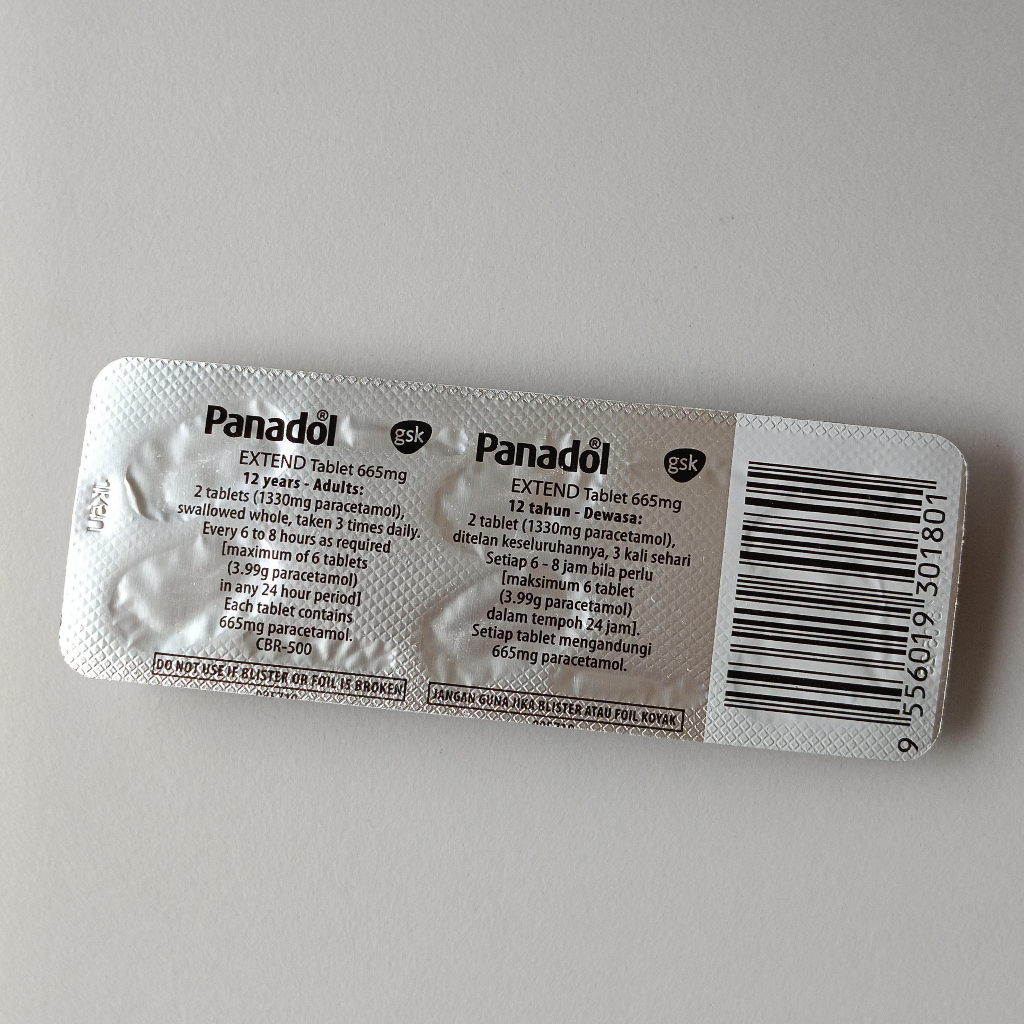 Panadol®
gsk
EXTEND Tablet 665mg
12 years - Adults:
2 tablets (1330mg paracetamol),
swallowed whole, taken 3 times daily.
Every 6 to 8 hours as required
[maximum of 6 tablets
(3.99g paracetamol)
in any 24 hour period]
Each tablet contains
665mg paracetamol.
CBR-500
DO NOT USE IF BLISTER OR FOIL IS BROKEN
Panadol®
gsk
EXTEND Tablet 665mg
12 tahun - Dewasa:
2 tablet (1330mg paracetamol),
ditelan keseluruhannya, 3 kali sehari
Setiap 6 - 8 jam bila perlu
[maksimum 6 tablet
(3.99g paracetamol)
dalam tempoh 24 jam].
Setiap tablet mengandungi
665mg paracetamol.
JANGAN GUNA JIKA BLISTER ATAU FOIL KOYAK
9 556019 301801